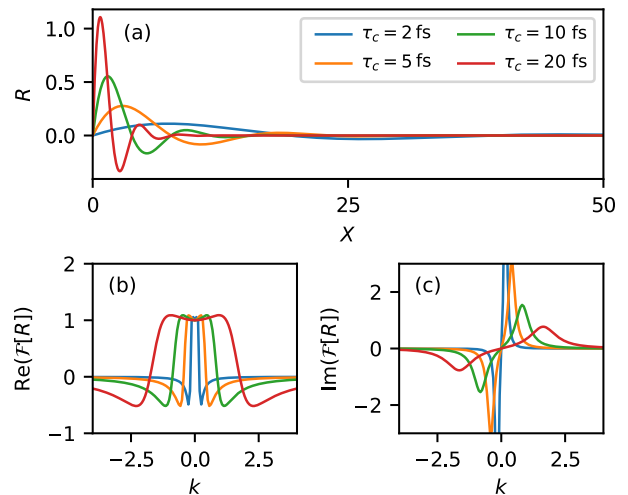 (a)
τc = 2 fs
τc = 5 fs
τc = 10 fs
τc = 20 fs
R
1.0
0.5
0.0
0
25
50
X
(b)
Re(ℱ[R])
2
1
0
−1
−2.5
0.0
2.5
k
(c)
Im(ℱ[R])
2
0
−2
−2.5
0.0
2.5
k